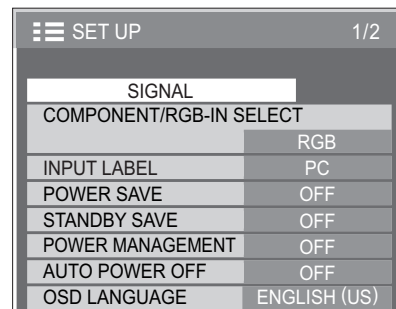 SET UP 1/2
SIGNAL
COMPONENT/RGB-IN SELECT
RGB
INPUT LABEL PC
POWER SAVE OFF
STANDBY SAVE OFF
POWER MANAGEMENT OFF
AUTO POWER OFF OFF
OSD LANGUAGE ENGLISH (US)